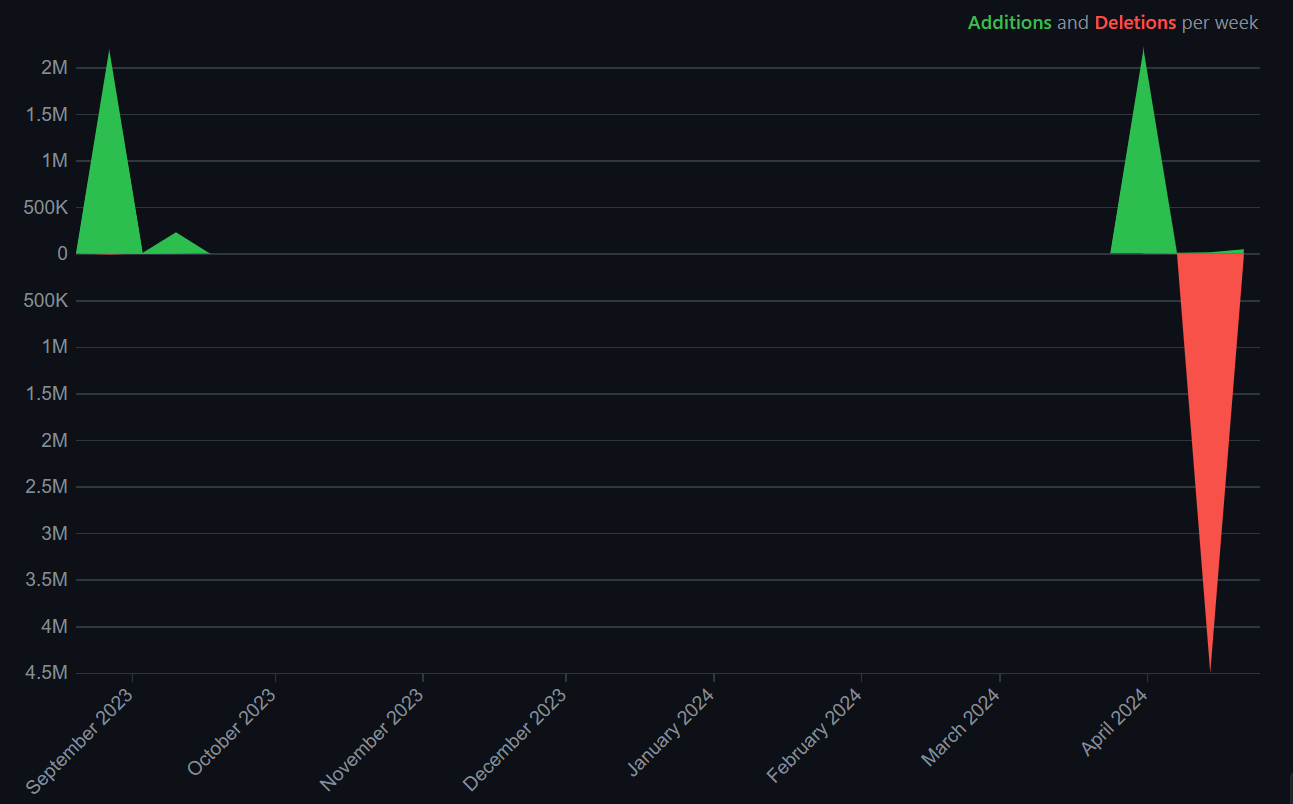 Additions and Deletions per week
2M
1.5M
1M
500K
0
500K
1M
1.5M
2M
2.5M
3M
3.5M
4M
4.5M
September 2023
October 2023
November 2023
December 2023
January 2024
February 2024
March 2024
April 2024